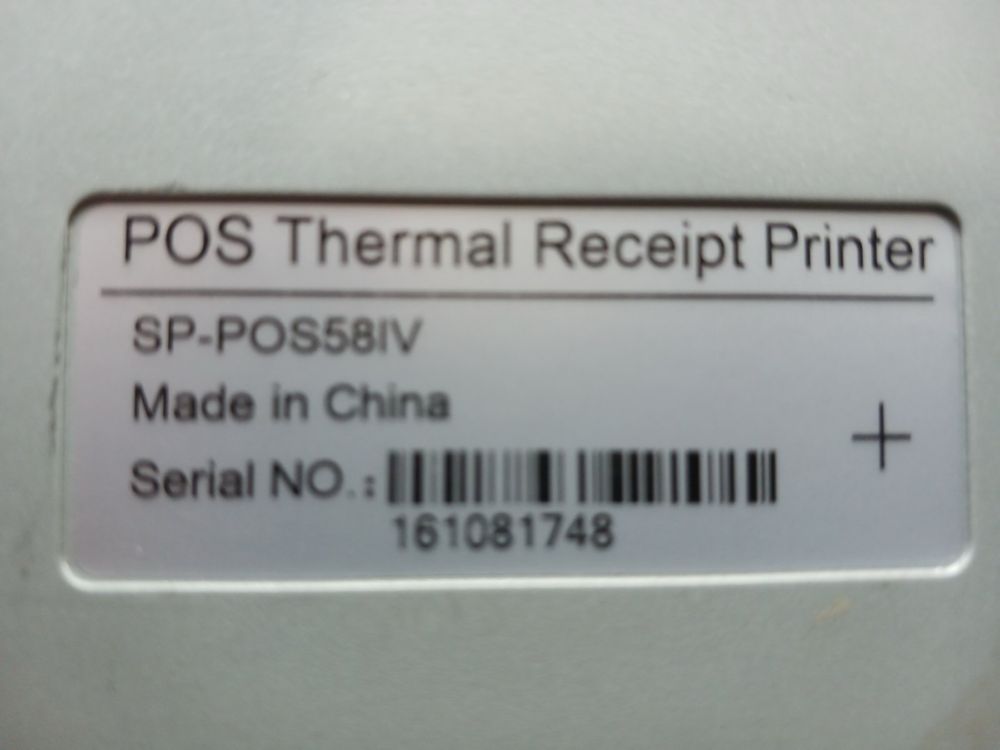 POS Thermal Receipt Printer
SP-POS58IV
Made in China
Serial NO.:
161081748